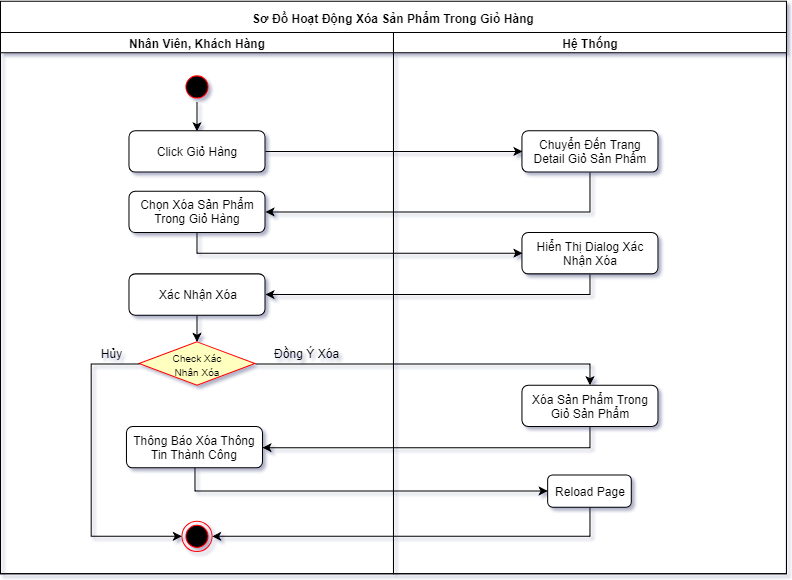 Sơ Đồ Hoạt Động Xóa Sản Phẩm Trong Giỏ Hàng
Nhân Viên, Khách Hàng
Hệ Thống
Click Giỏ Hàng
Chuyển Đến Trang
Detail Giỏ Sản Phẩm
Chọn Xóa Sản Phẩm
Trong Giỏ Hàng
Hiển Thị Dialog Xác
Nhận Xóa
Xác Nhận Xóa
Hủy
Check Xác
Nhận Xóa
Đồng Ý Xóa
Xóa Sản Phẩm Trong
Giỏ Sản Phẩm
Thông Báo Xóa Thông
Tin Thành Công
Reload Page